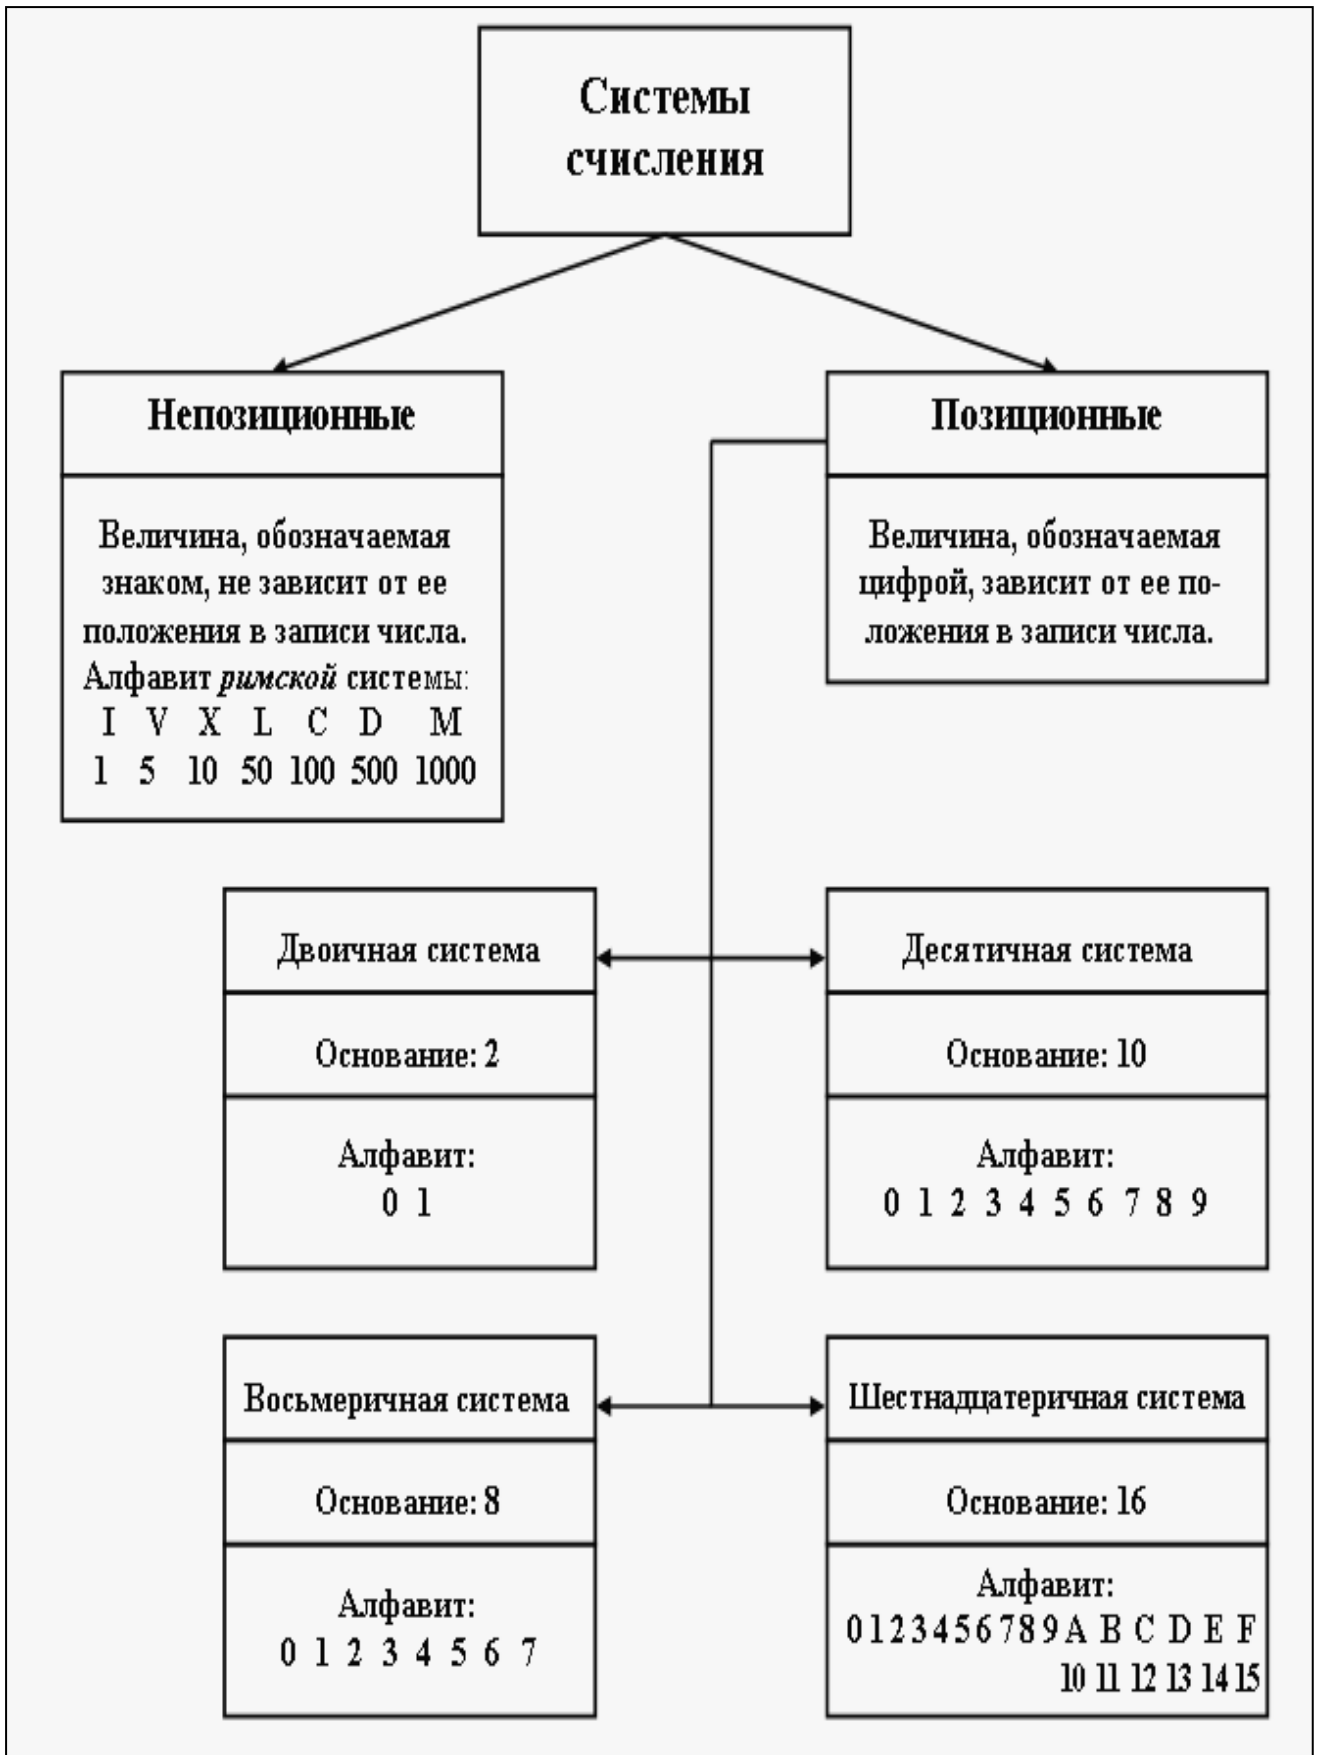 Системы
счисления
Непозиционные
Величина, обозначаемая
знаком, не зависит от ее
положения в записи числа.
Алфавит римской системы:
I V X L C D M
1 5 10 50 100 500 1000
Позиционные
Величина, обозначаемая
цифрой, зависит от ее по-
ложения в записи числа.
Двоичная система
Основание: 2
Алфавит:
0 1
Десятичная система
Основание: 10
Алфавит:
0 1 2 3 4 5 6 7 8 9
Восьмеричная система
Основание: 8
Алфавит:
0 1 2 3 4 5 6 7
Шестнадцатеричная система
Основание: 16
Алфавит:
0 1 2 3 4 5 6 7 8 9 A B C D E F
10 11 12 13 14 15